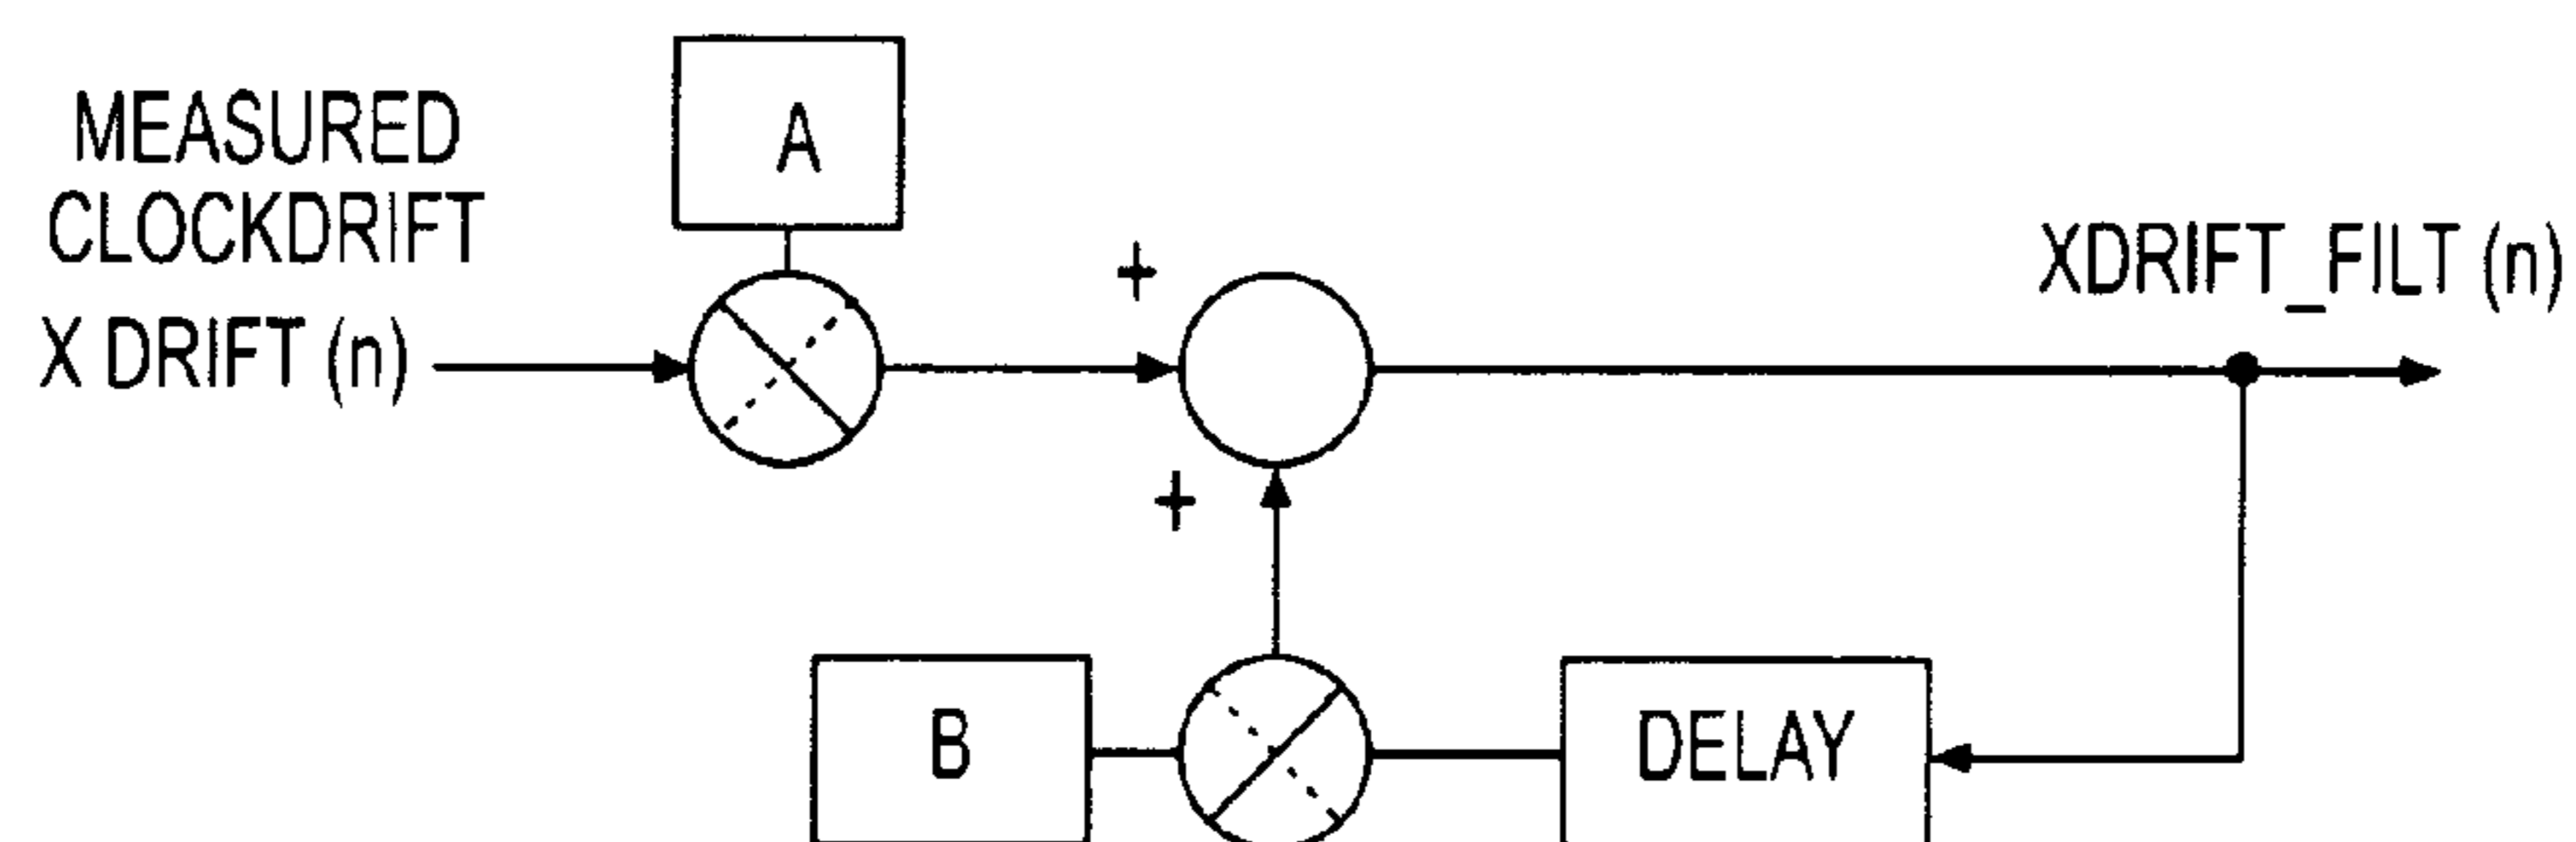 A
MEASURED
CLOCKDRIFT
X DRIFT (n)
+
XDRIFT_FILT (n)
+
B
DELAY